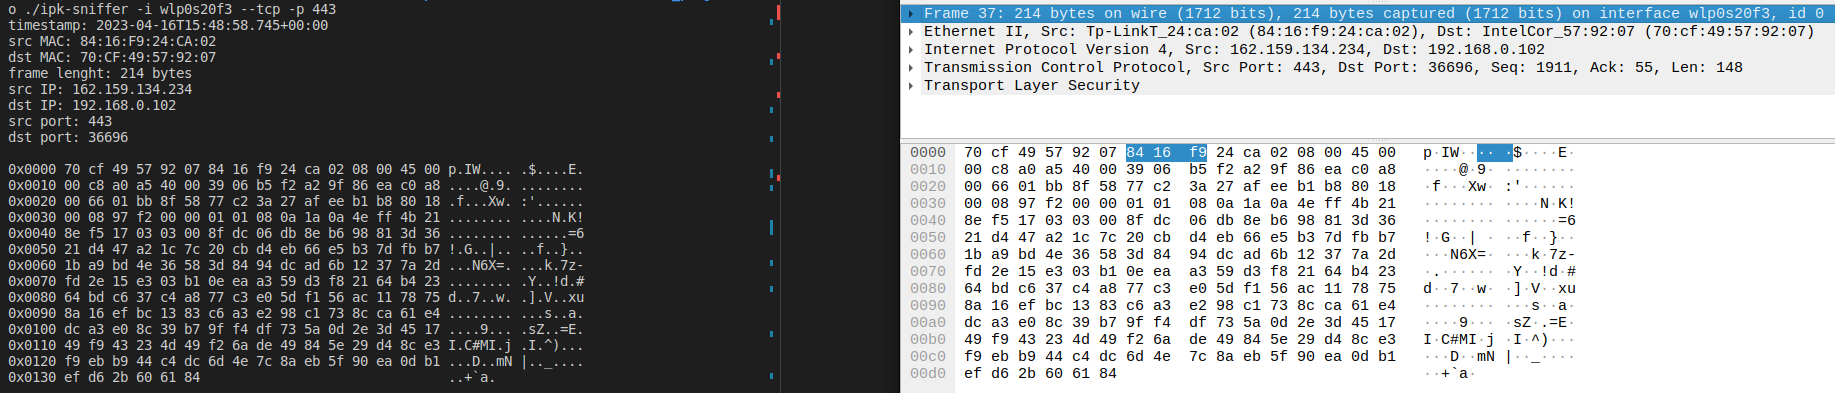 o ./ipk-sniffer -i wlp0s20f3 --tcp -p 443
timestamp: 2023-04-16T15:48:58.745+00:00
src MAC: 84:16:F9:24:CA:02
dst MAC: 70:CF:49:57:92:07
frame lenght: 214 bytes
src IP: 162.159.134.234
dst IP: 192.168.0.102
src port: 443
dst port: 36696
0x0000 70 cf 49 57 92 07 84 16 f9 24 ca 02 08 00 45 00 p.IW.... .$....E.
0x0010 00 c8 a0 a5 40 00 39 06 b5 f2 a2 9f 86 ea c0 a8 ....@.9. ........
0x0020 00 66 01 bb 8f 58 77 c2 3a 27 af ee b1 b8 80 18 .f...Xw. :'......
0x0030 00 08 97 f2 00 00 01 01 08 0a 1a 0a 4e ff 4b 21 ........ ....N.K!
0x0040 8e f5 17 03 03 00 8f dc 06 db 8e b6 98 81 3d 36 ........ ......=6
0x0050 21 d4 47 a2 1c 7c 20 cb d4 eb 66 e5 b3 7d fb b7 !.G..|. ..f..}..
0x0060 1b a9 bd 4e 36 58 3d 84 94 dc ad 6b 12 37 7a 2d ...N6X=. ...k.7z-
0x0070 fd 2e 15 e3 03 b1 0e ea a3 59 d3 f8 21 64 b4 23 ........ .Y..!d.#
0x0080 64 bd c6 37 c4 a8 77 c3 e0 5d f1 56 ac 11 78 75 d..7..w. .].V..xu
0x0090 8a 16 ef bc 13 83 c6 a3 e2 98 c1 73 8c ca 61 e4 ........ ...s..a.
0x0100 dc a3 e0 8c 39 b7 9f f4 df 73 5a 0d 2e 3d 45 17 ....9... .sZ..=E.
0x0110 49 f9 43 23 4d 49 f2 6a de 49 84 5e 29 d4 8c e3 I.C#MI.j .I.^)...
0x0120 f9 eb b9 44 c4 dc 6d 4e 7c 8a eb 5f 90 ea 0d b1 ...D..mN |.._....
0x0130 ef d6 2b 60 61 84 ..+`a.
Frame 37: 214 bytes on wire (1712 bits), 214 bytes captured (1712 bits) on interface wlp0s20f3, id 0
Ethernet II, Src: Tp-LinkT_24:ca:02 (84:16:f9:24:ca:02), Dst: IntelCor_57:92:07 (70:cf:49:57:92:07)
Internet Protocol Version 4, Src: 162.159.134.234, Dst: 192.168.0.102
Transmission Control Protocol, Src Port: 443, Dst Port: 36696, Seq: 1911, Ack: 55, Len: 148
Transport Layer Security
0000 70 cf 49 57 92 07 84 16 f9 24 ca 02 08 00 45 00 p·IW···· ·$····E·
0010 00 c8 a0 a5 40 00 39 06 b5 f2 a2 9f 86 ea c0 a8 ····@·9· ········
0020 00 66 01 bb 8f 58 77 c2 3a 27 af ee b1 b8 80 18 ·f···Xw· :'······
0030 00 08 97 f2 00 00 01 01 08 0a 1a 0a 4e ff 4b 21 ········ ····N·K!
0040 8e f5 17 03 03 00 8f dc 06 db 8e b6 98 81 3d 36 ········ ······=6
0050 21 d4 47 a2 1c 7c 20 cb d4 eb 66 e5 b3 7d fb b7 !·G··| · ··f··}··
0060 1b a9 bd 4e 36 58 3d 84 94 dc ad 6b 12 37 7a 2d ···N6X=· ···k·7z-
0070 fd 2e 15 e3 03 b1 0e ea a3 59 d3 f8 21 64 b4 23 ·.······ ·Y··!d·#
0080 64 bd c6 37 c4 a8 77 c3 e0 5d f1 56 ac 11 78 75 d··7··w· ·]·V··xu
0090 8a 16 ef bc 13 83 c6 a3 e2 98 c1 73 8c ca 61 e4 ········ ···s··a·
00a0 dc a3 e0 8c 39 b7 9f f4 df 73 5a 0d 2e 3d 45 17 ····9··· ·sZ·.=E·
00b0 49 f9 43 23 4d 49 f2 6a de 49 84 5e 29 d4 8c e3 I·C#MI·j ·I·^)···
00c0 f9 eb b9 44 c4 dc 6d 4e 7c 8a eb 5f 90 ea 0d b1 ···D··mN |··_····
00d0 ef d6 2b 60 61 84 ··+`a·